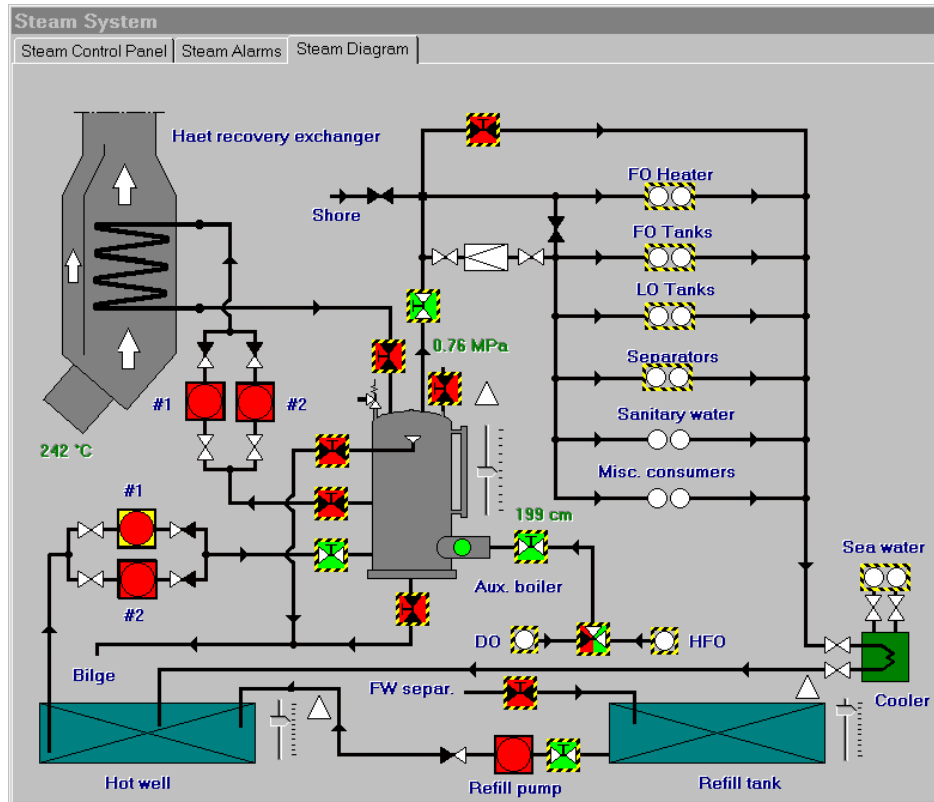 Steam System
Steam Control Panel
Steam Alarms
Steam Diagram
Haet recovery exchanger
FO Heater
Shore
FO Tanks
LO Tanks
0.76 MPa
Separators
#1
#2
Sanitary water
242 °C
Misc. consumers
#1
199 cm
Sea water
Aux. boiler
#2
DO
HFO
Bilge
FW separ.
Cooler
Hot well
Refill pump
Refill tank